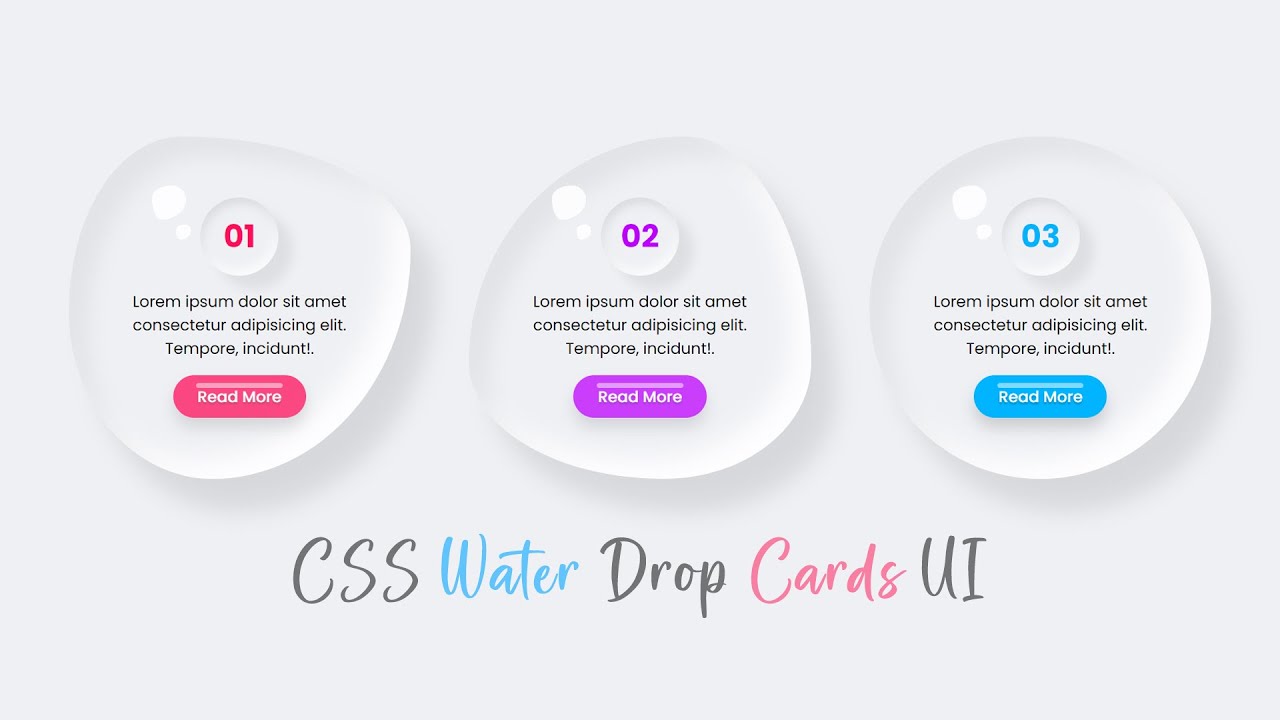 01
Lorem ipsum dolor sit amet
consectetur adipisicing elit.
Tempore, incidunt!.
Read More
02
Lorem ipsum dolor sit amet
consectetur adipisicing elit.
Tempore, incidunt!.
Read More
03
Lorem ipsum dolor sit amet
consectetur adipisicing elit.
Tempore, incidunt!.
Read More
CSS Water Drop Cards UI